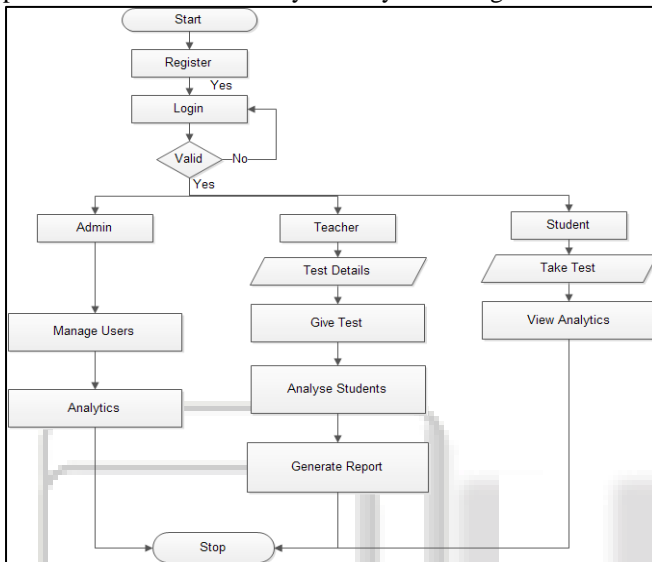 Start
Register
Yes
Login
Valid
No
Yes
Admin
Teacher
Student
Test Details
Take Test
Manage Users
Give Test
View Analytics
Analytics
Analyse Students
Generate Report
Stop